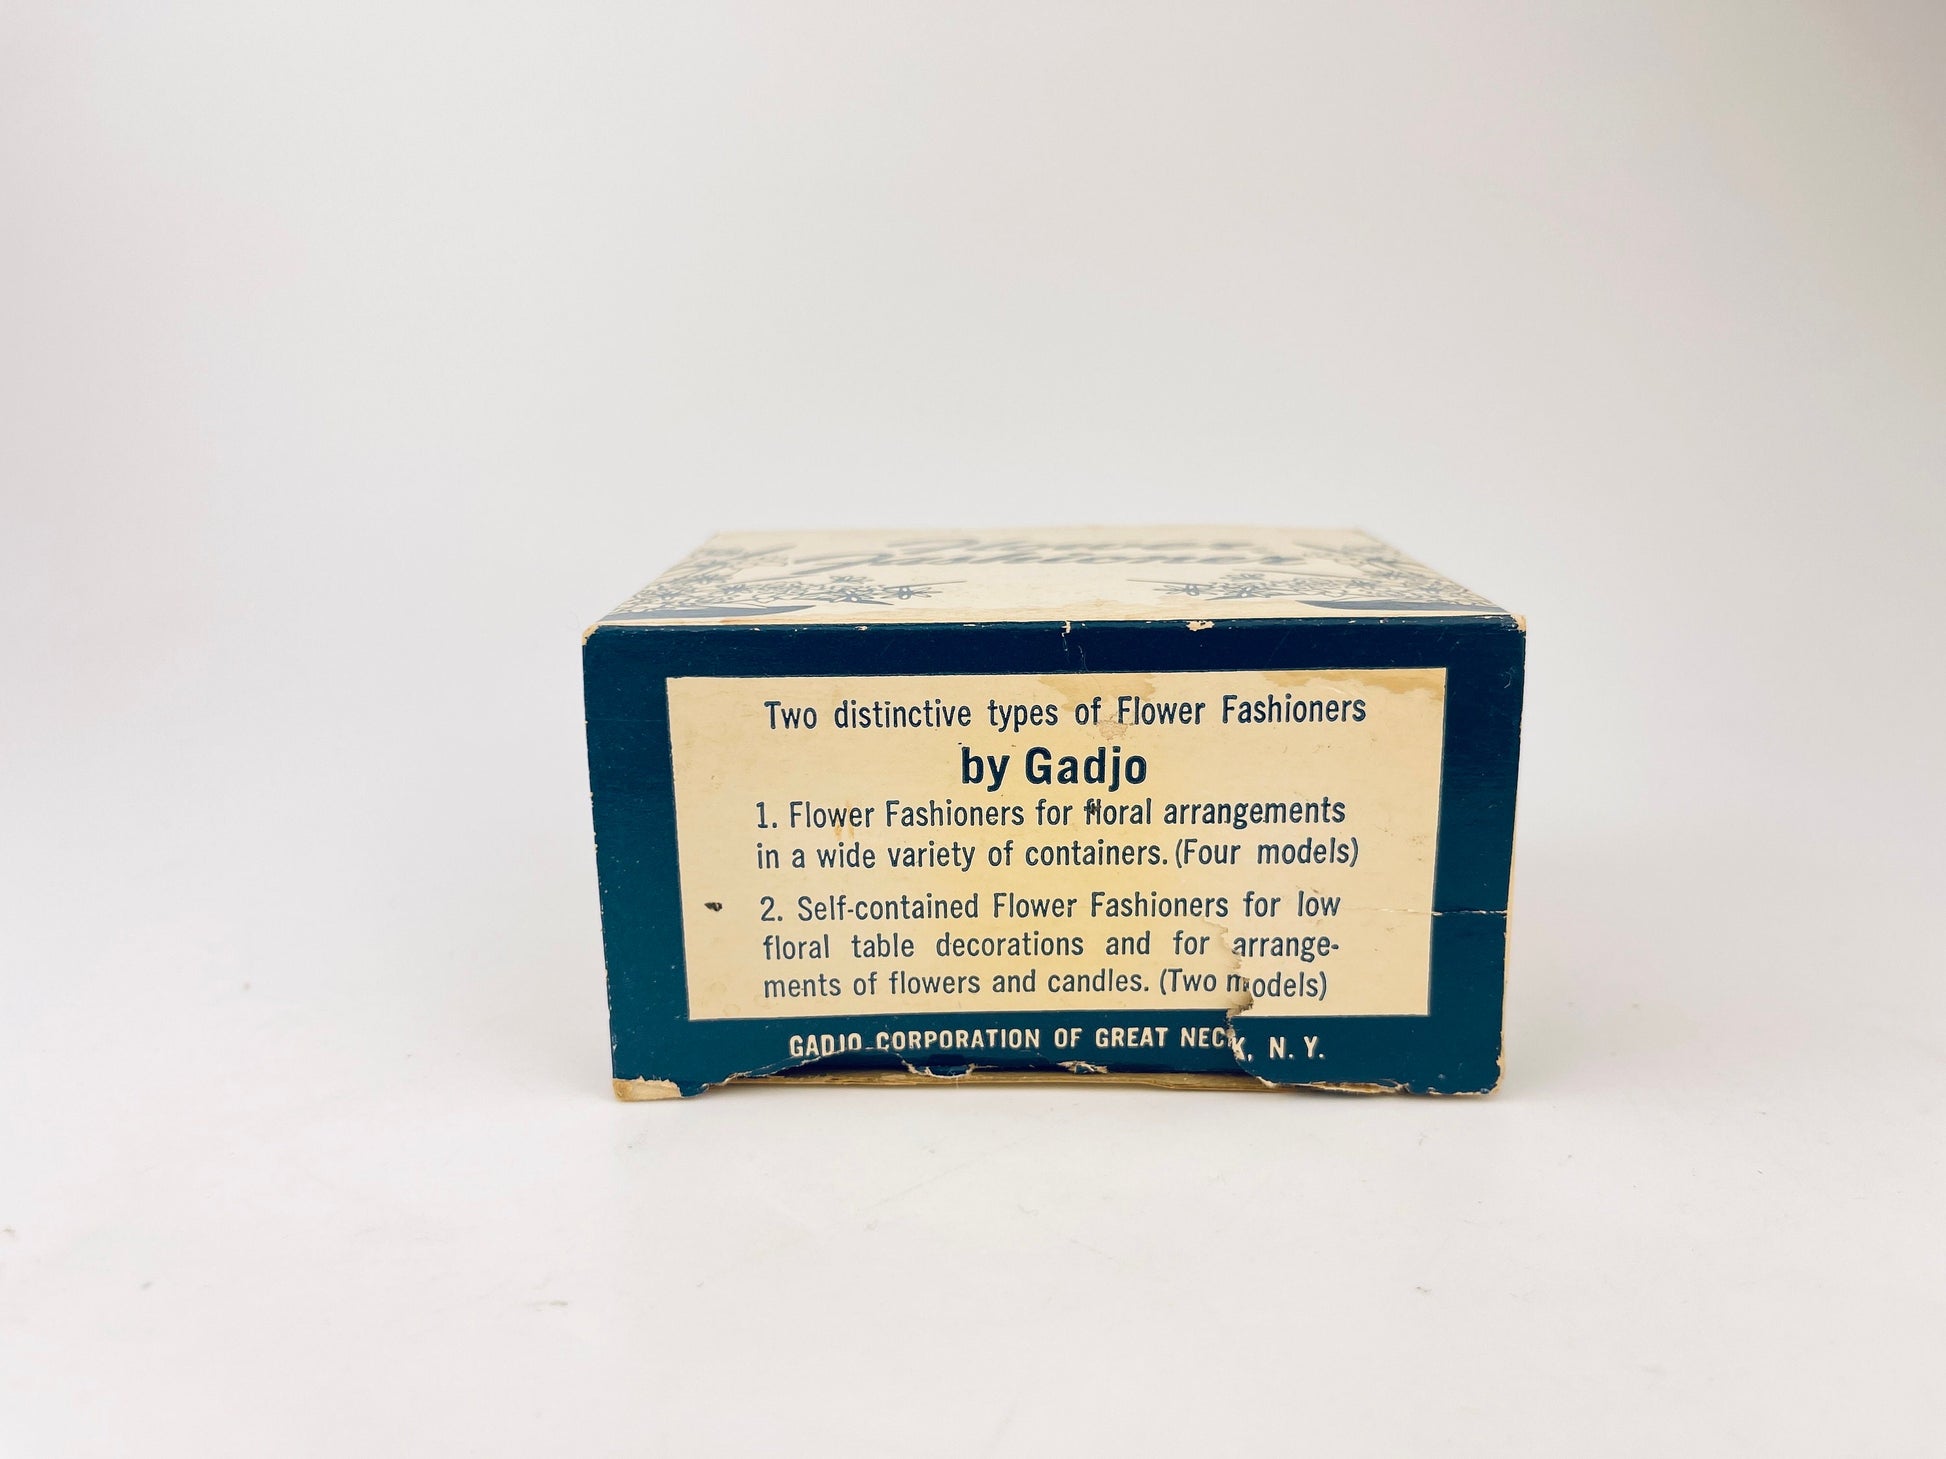 Flower
Fashioner
Two distinctive types of Flower Fashioners
by Gadjo
1. Flower Fashioners for floral arrangements
in a wide variety of containers. (Four models)
2. Self-contained Flower Fashioners for low
floral table decorations and for arrange-
ments of flowers and candles. (Two models)
GADJO CORPORATION OF GREAT NECK, N. Y.